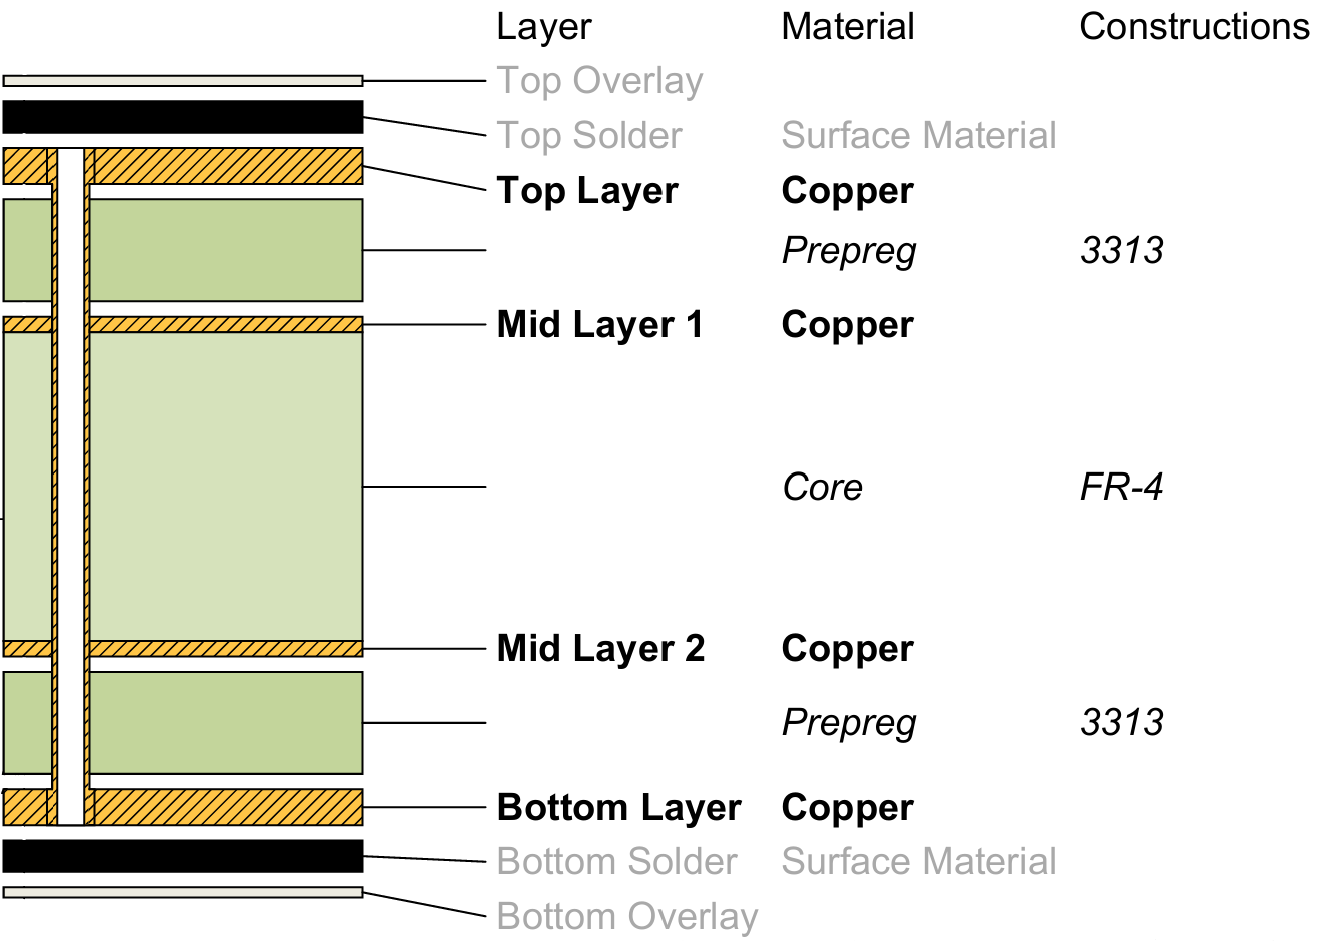 Layer Material Constructions
Top Overlay
Top Solder Surface Material
Top Layer Copper
Prepreg 3313
Mid Layer 1 Copper
Core FR-4
Mid Layer 2 Copper
Prepreg 3313
Bottom Layer Copper
Bottom Solder Surface Material
Bottom Overlay